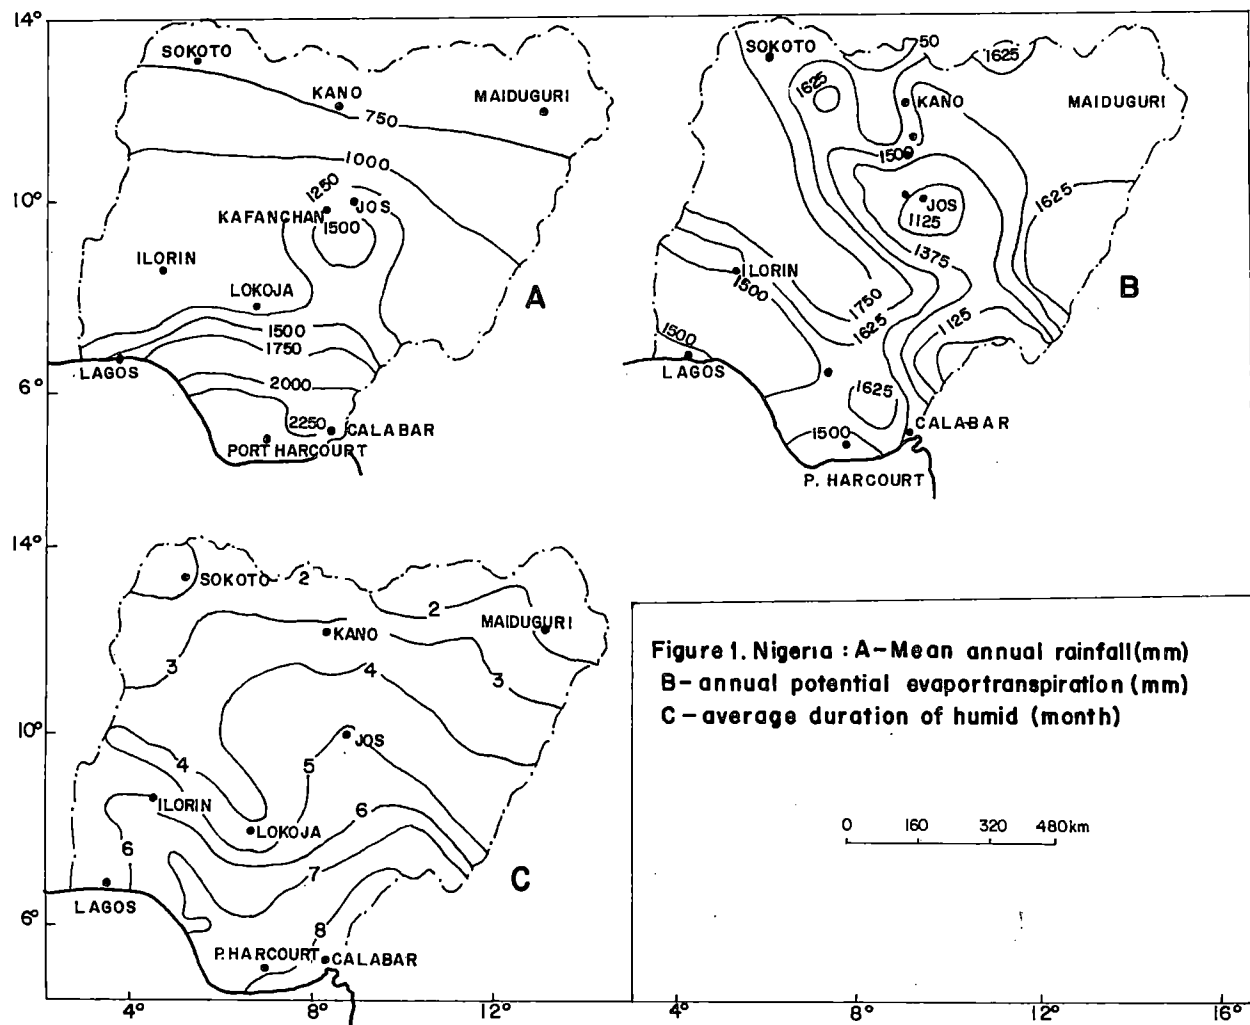 14°
SOKOTO
KANO
MAIDUGURI
750
1000
10°
1250
KAFANCHAN
JOS
1500
ILORIN
LOKOJA
A
1500
1750
LAGOS
6°
2000
2250
CALABAR
PORT HARCOURT
SOKOTO
50
1625
1625
KANO
MAIDUGURI
1500
JOS
1125
1625
1375
ILORIN
1500
B
1750
1625
1125
1500
LAGOS
1625
CALABAR
1500
P. HARCOURT
14°
SOKOTO
2
2
MAIDUGURI
KANO
3
4
3
10°
JOS
4
5
ILORIN
6
LOKOJA
6
7
C
LAGOS
6°
8
P.HARCOURT
CALABAR
4°
8°
12°
Figure 1. Nigeria : A-Mean annual rainfall(mm)
B- annual potential evaportranspiration (mm)
C -average duration of humid (month)
0 160 320 480km
4°
8°
12°
16°